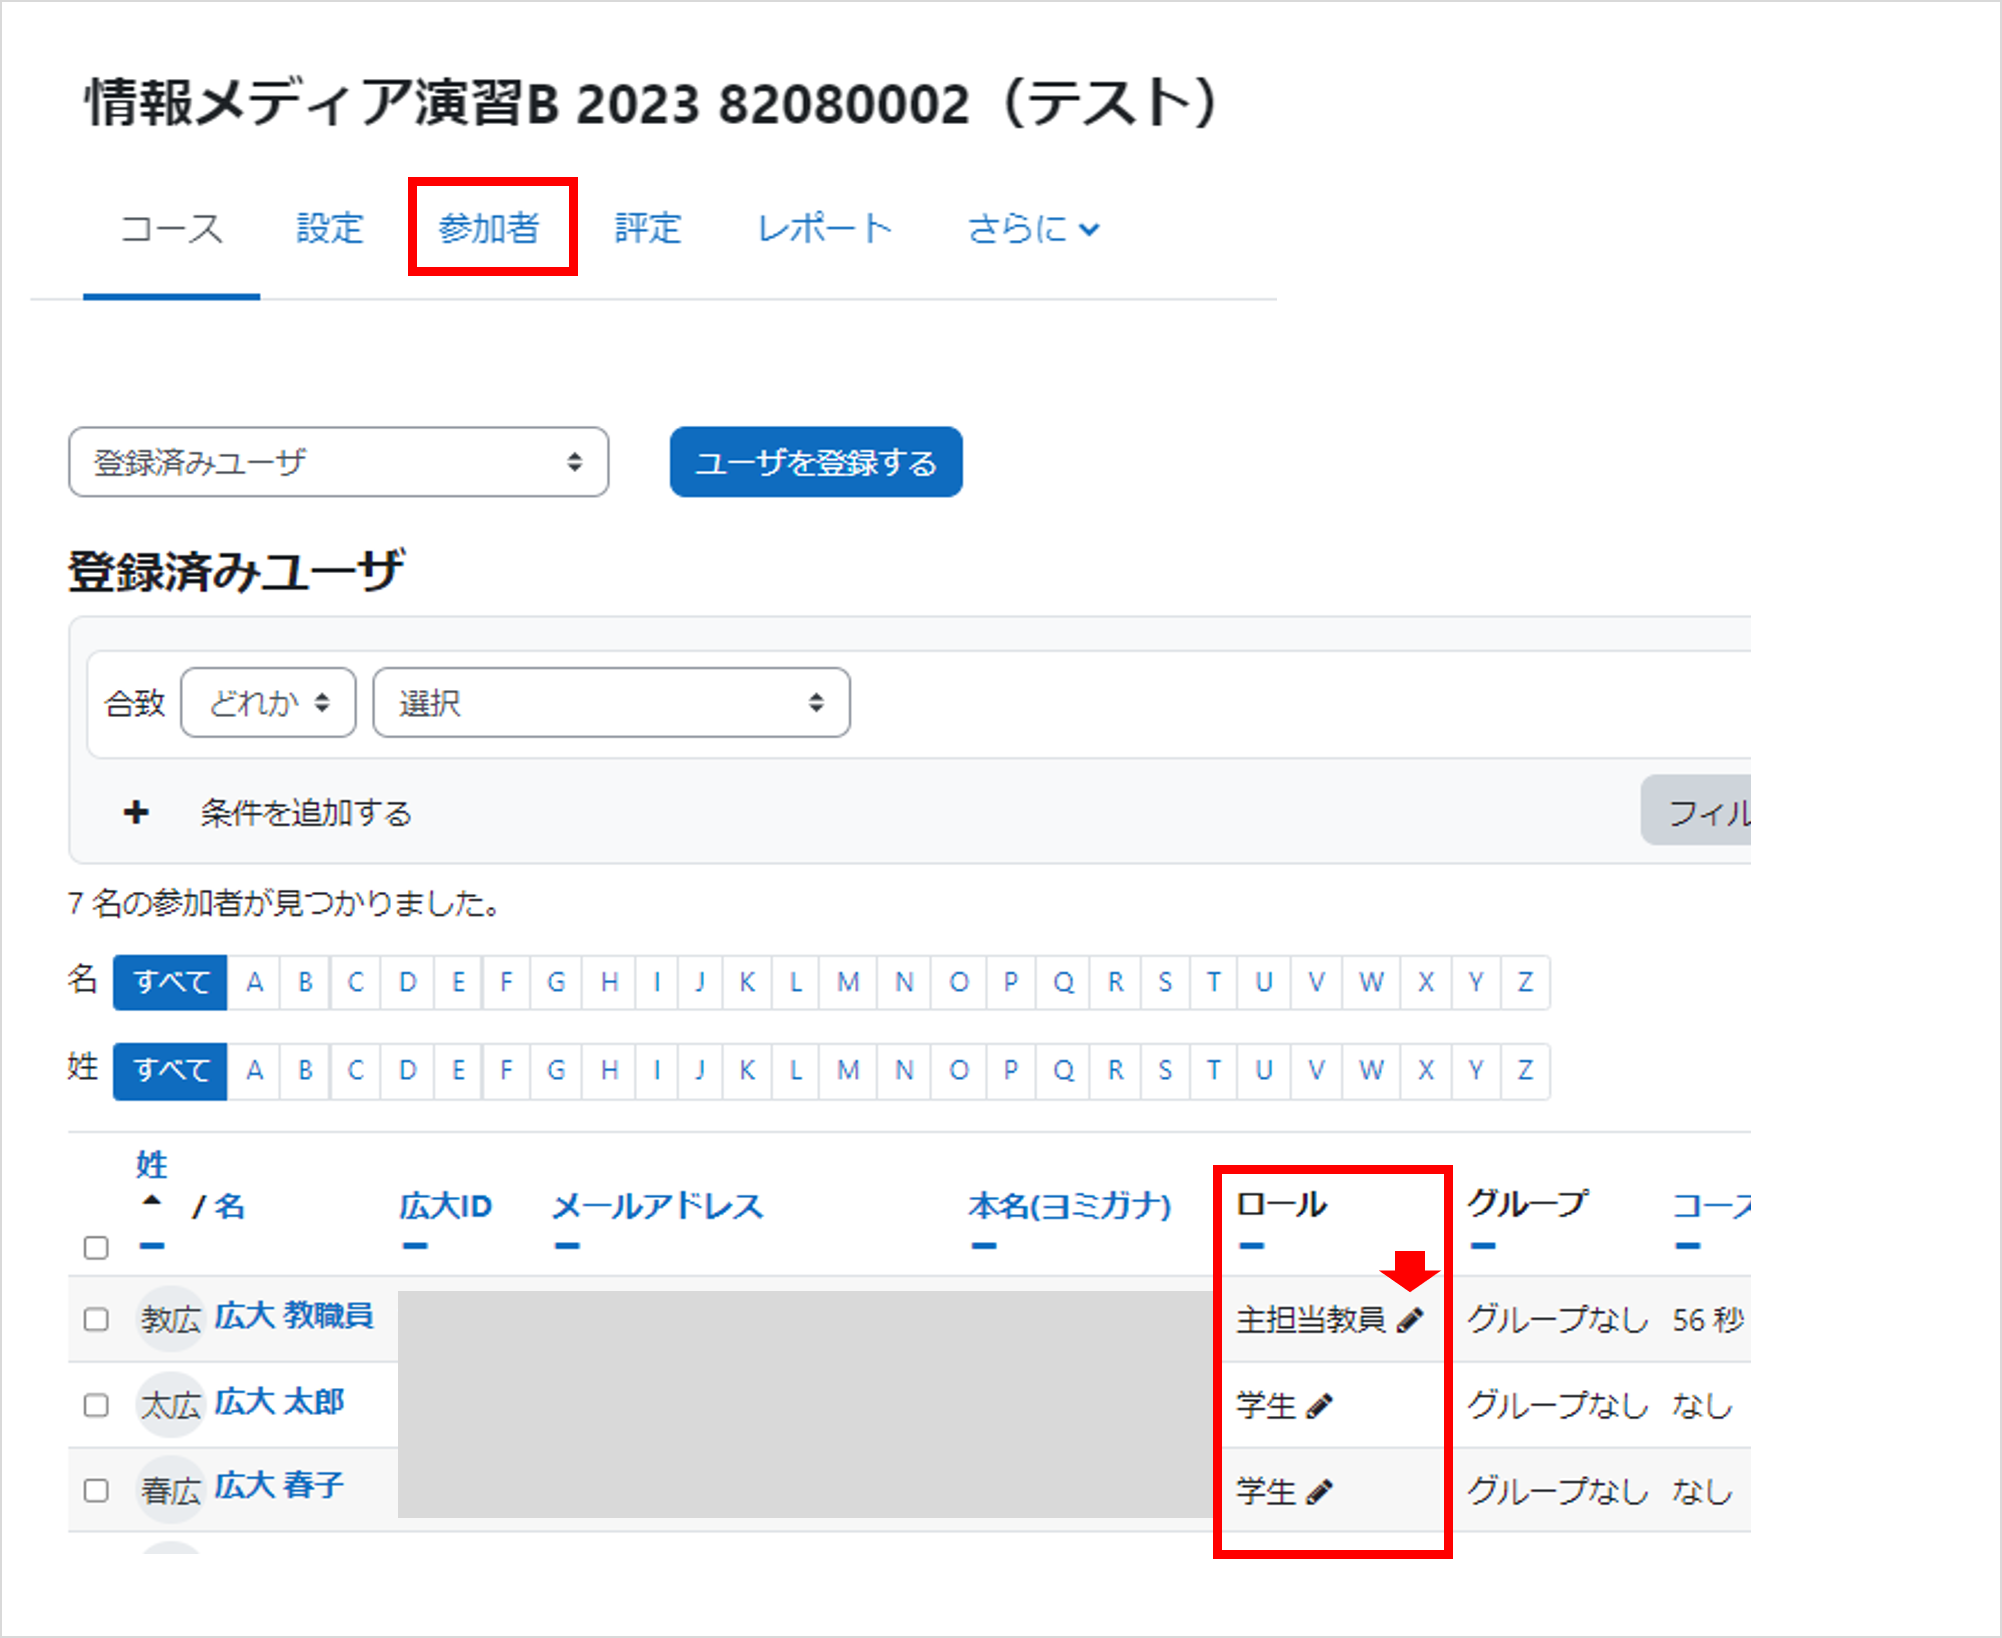 情報メディア演習B 2023 82080002（テスト）
コース 設定 参加者 評定 レポート さらに
登録済みユーザ ユーザを登録する
登録済みユーザ
合致 どれか 選択
条件を追加する フィル
7 名の参加者が見つかりました。
名 すべて A B C D E F G H I J K L M N O P Q R S T U V W X Y Z
姓 すべて A B C D E F G H I J K L M N O P Q R S T U V W X Y Z
姓 / 名 広大ID メールアドレス 本名(ヨミガナ) ロール グループ コース
教広 広大 教職員 主担当教員 グループなし 56 秒
太広 広大 太郎 学生 グループなし なし
春広 広大 春子 学生 グループなし なし